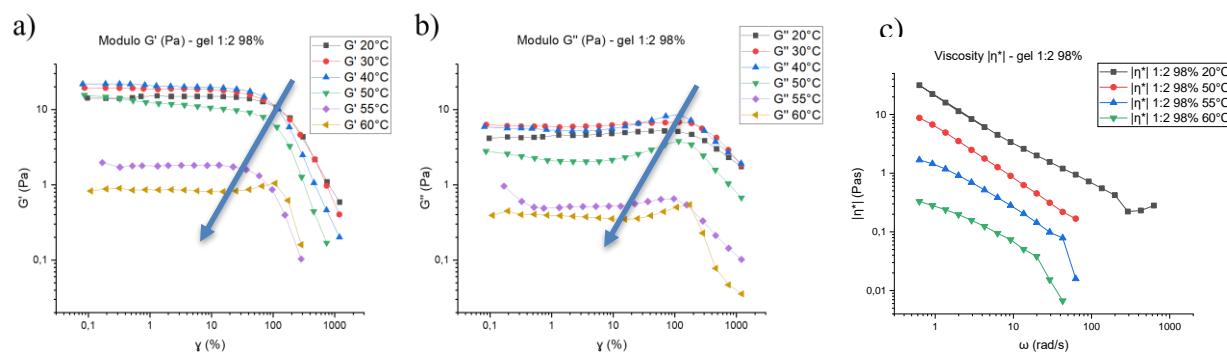 a)
Modulo G' (Pa) - gel 1:2 98%
G' 20°C
G' 30°C
G' 40°C
G' 50°C
G' 55°C
G' 60°C
G' (Pa)
10
1
0,1
0,1
1
10
100
1000
ɣ (%)
b)
Modulo G'' (Pa) - gel 1:2 98%
G'' 20°C
G'' 30°C
G'' 40°C
G'' 50°C
G'' 55°C
G'' 60°C
G'' (Pa)
10
1
0,1
0,1
1
10
100
1000
ɣ (%)
c)
Viscosity |η*| - gel 1:2 98%
|η*| 1:2 98% 20°C
|η*| 1:2 98% 50°C
|η*| 1:2 98% 55°C
|η*| 1:2 98% 60°C
|η*| (Pas)
10
1
0,1
0,01
1
10
100
1000
ω (rad/s)